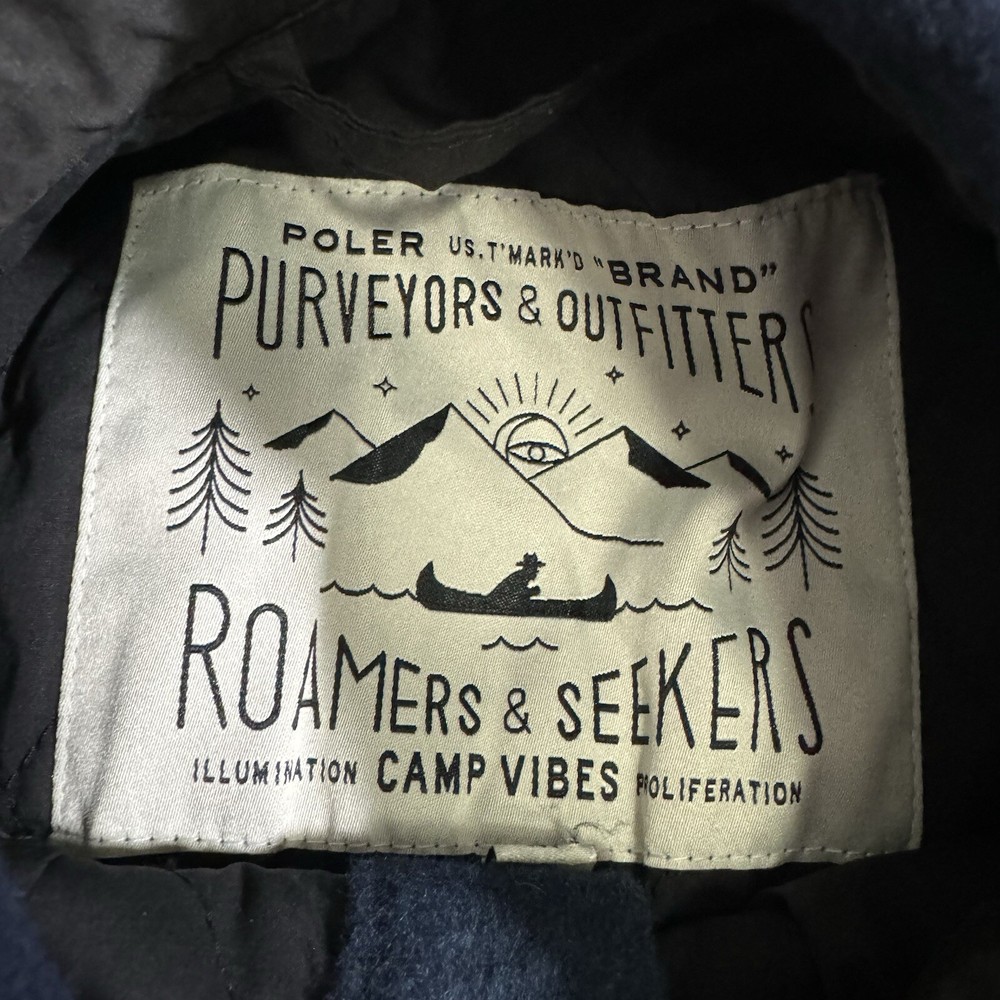 POLER US.T'MARK'D "BRAND"
PURVEYORS & OUTFITTERS
ROAMERS & SEEKERS
ILLUMINATION CAMP VIBES PROLIFERATION